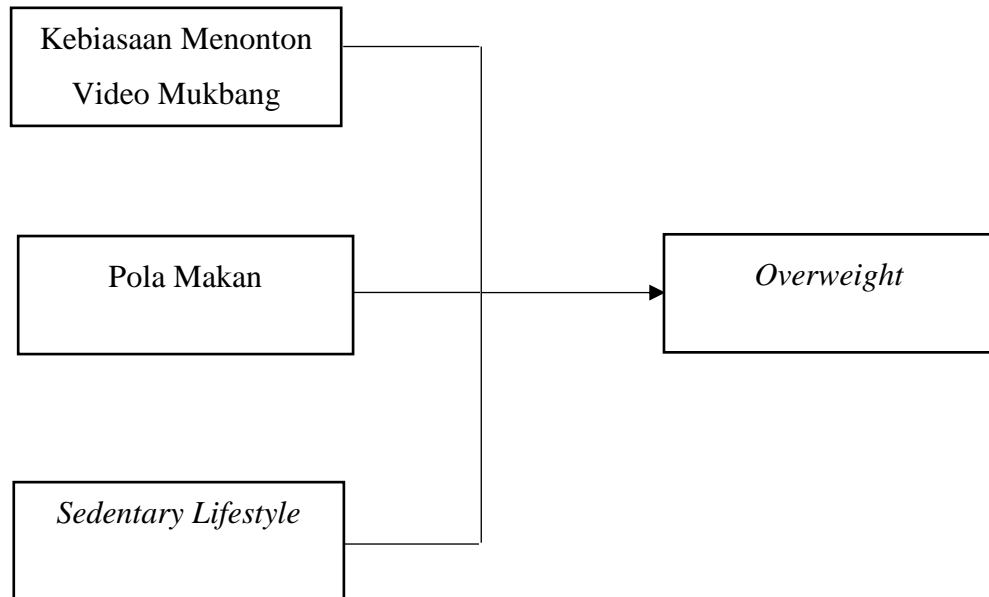 Kebiasaan Menonton
Video Mukbang
Pola Makan
Overweight
Sedentary Lifestyle